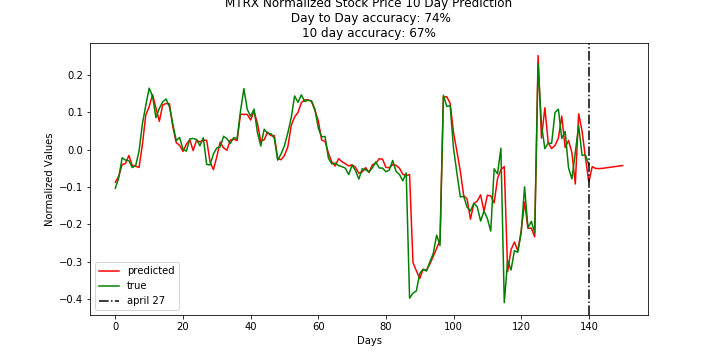 MTRX Normalized Stock Price 10 Day Prediction
Day to Day accuracy: 74%
10 day accuracy: 67%
Normalized Values
0.2
0.1
0.0
−0.1
−0.2
−0.3
−0.4
predicted
true
april 27
0 20 40 60 80 100 120 140
Days